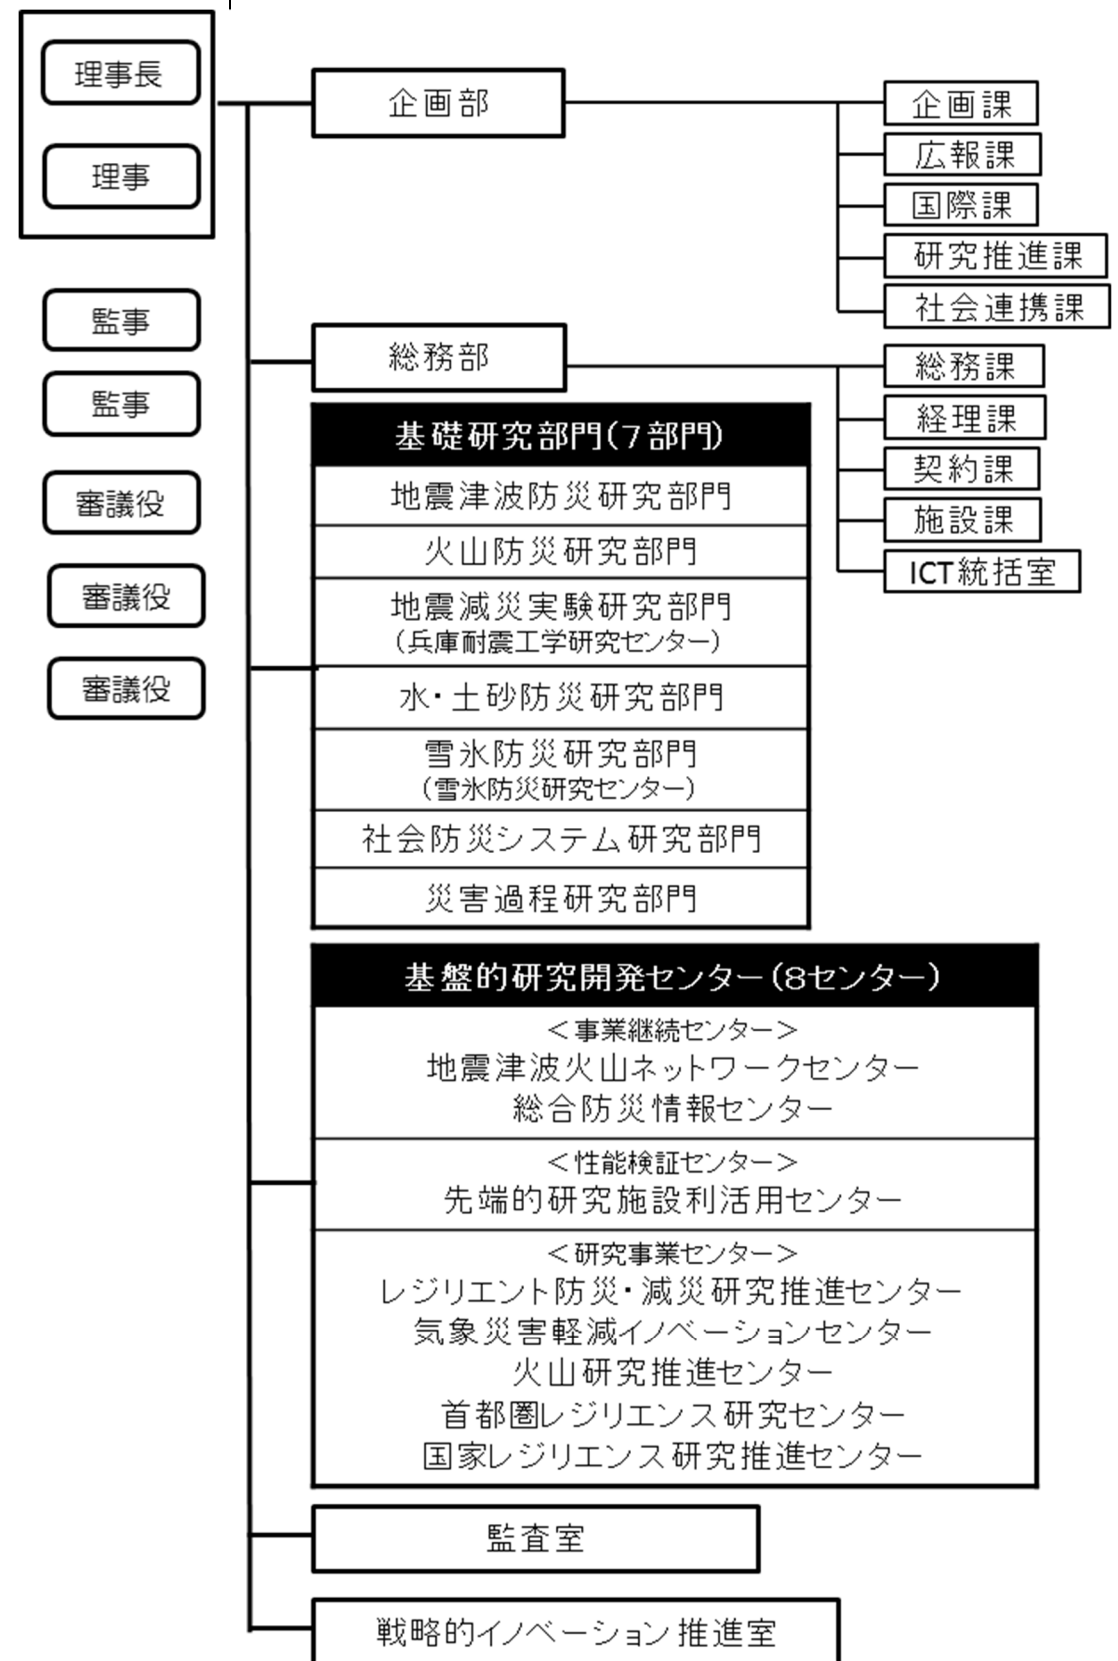 理事長
理事
監事
監事
審議役
審議役
審議役
企画部
企画課
広報課
国際課
研究推進課
社会連携課
総務部
総務課
経理課
契約課
施設課
ICT統括室
基礎研究部門(7部門)
地震津波防災研究部門
火山防災研究部門
地震減災実験研究部門
(兵庫耐震工学研究センター)
水・土砂防災研究部門
雪氷防災研究部門
(雪氷防災研究センター)
社会防災システム研究部門
災害過程研究部門
基盤的研究開発センター(8センター)
<事業継続センター>
地震津波火山ネットワークセンター
総合防災情報センター
<性能検証センター>
先端的研究施設利活用センター
<研究事業センター>
レジリエント防災・減災研究推進センター
気象災害軽減イノベーションセンター
火山研究推進センター
首都圏レジリエンス研究センター
国家レジリエンス研究推進センター
監査室
戦略的イノベーション推進室